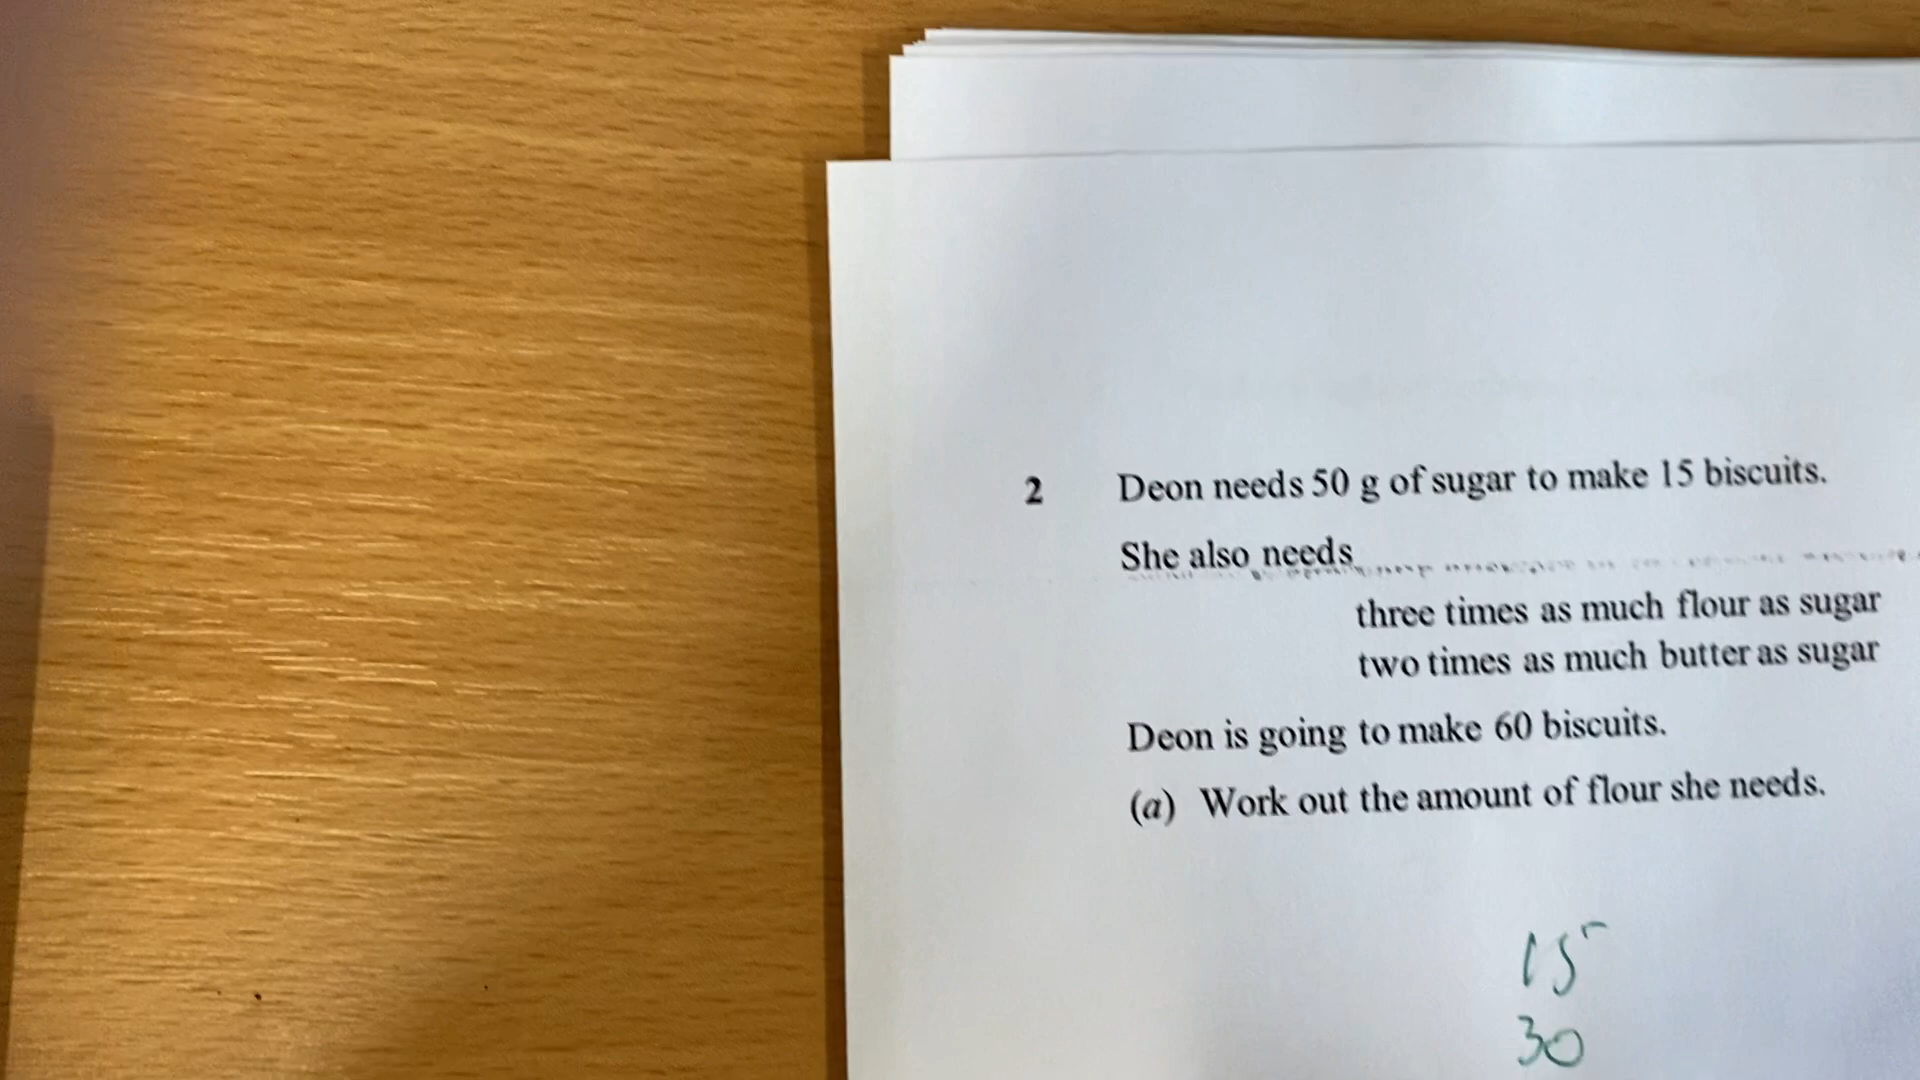 2 Deon needs 50 g of sugar to make 15 biscuits.
She also needs
three times as much flour as sugar
two times as much butter as sugar
Deon is going to make 60 biscuits.
(a) Work out the amount of flour she needs.
15
30